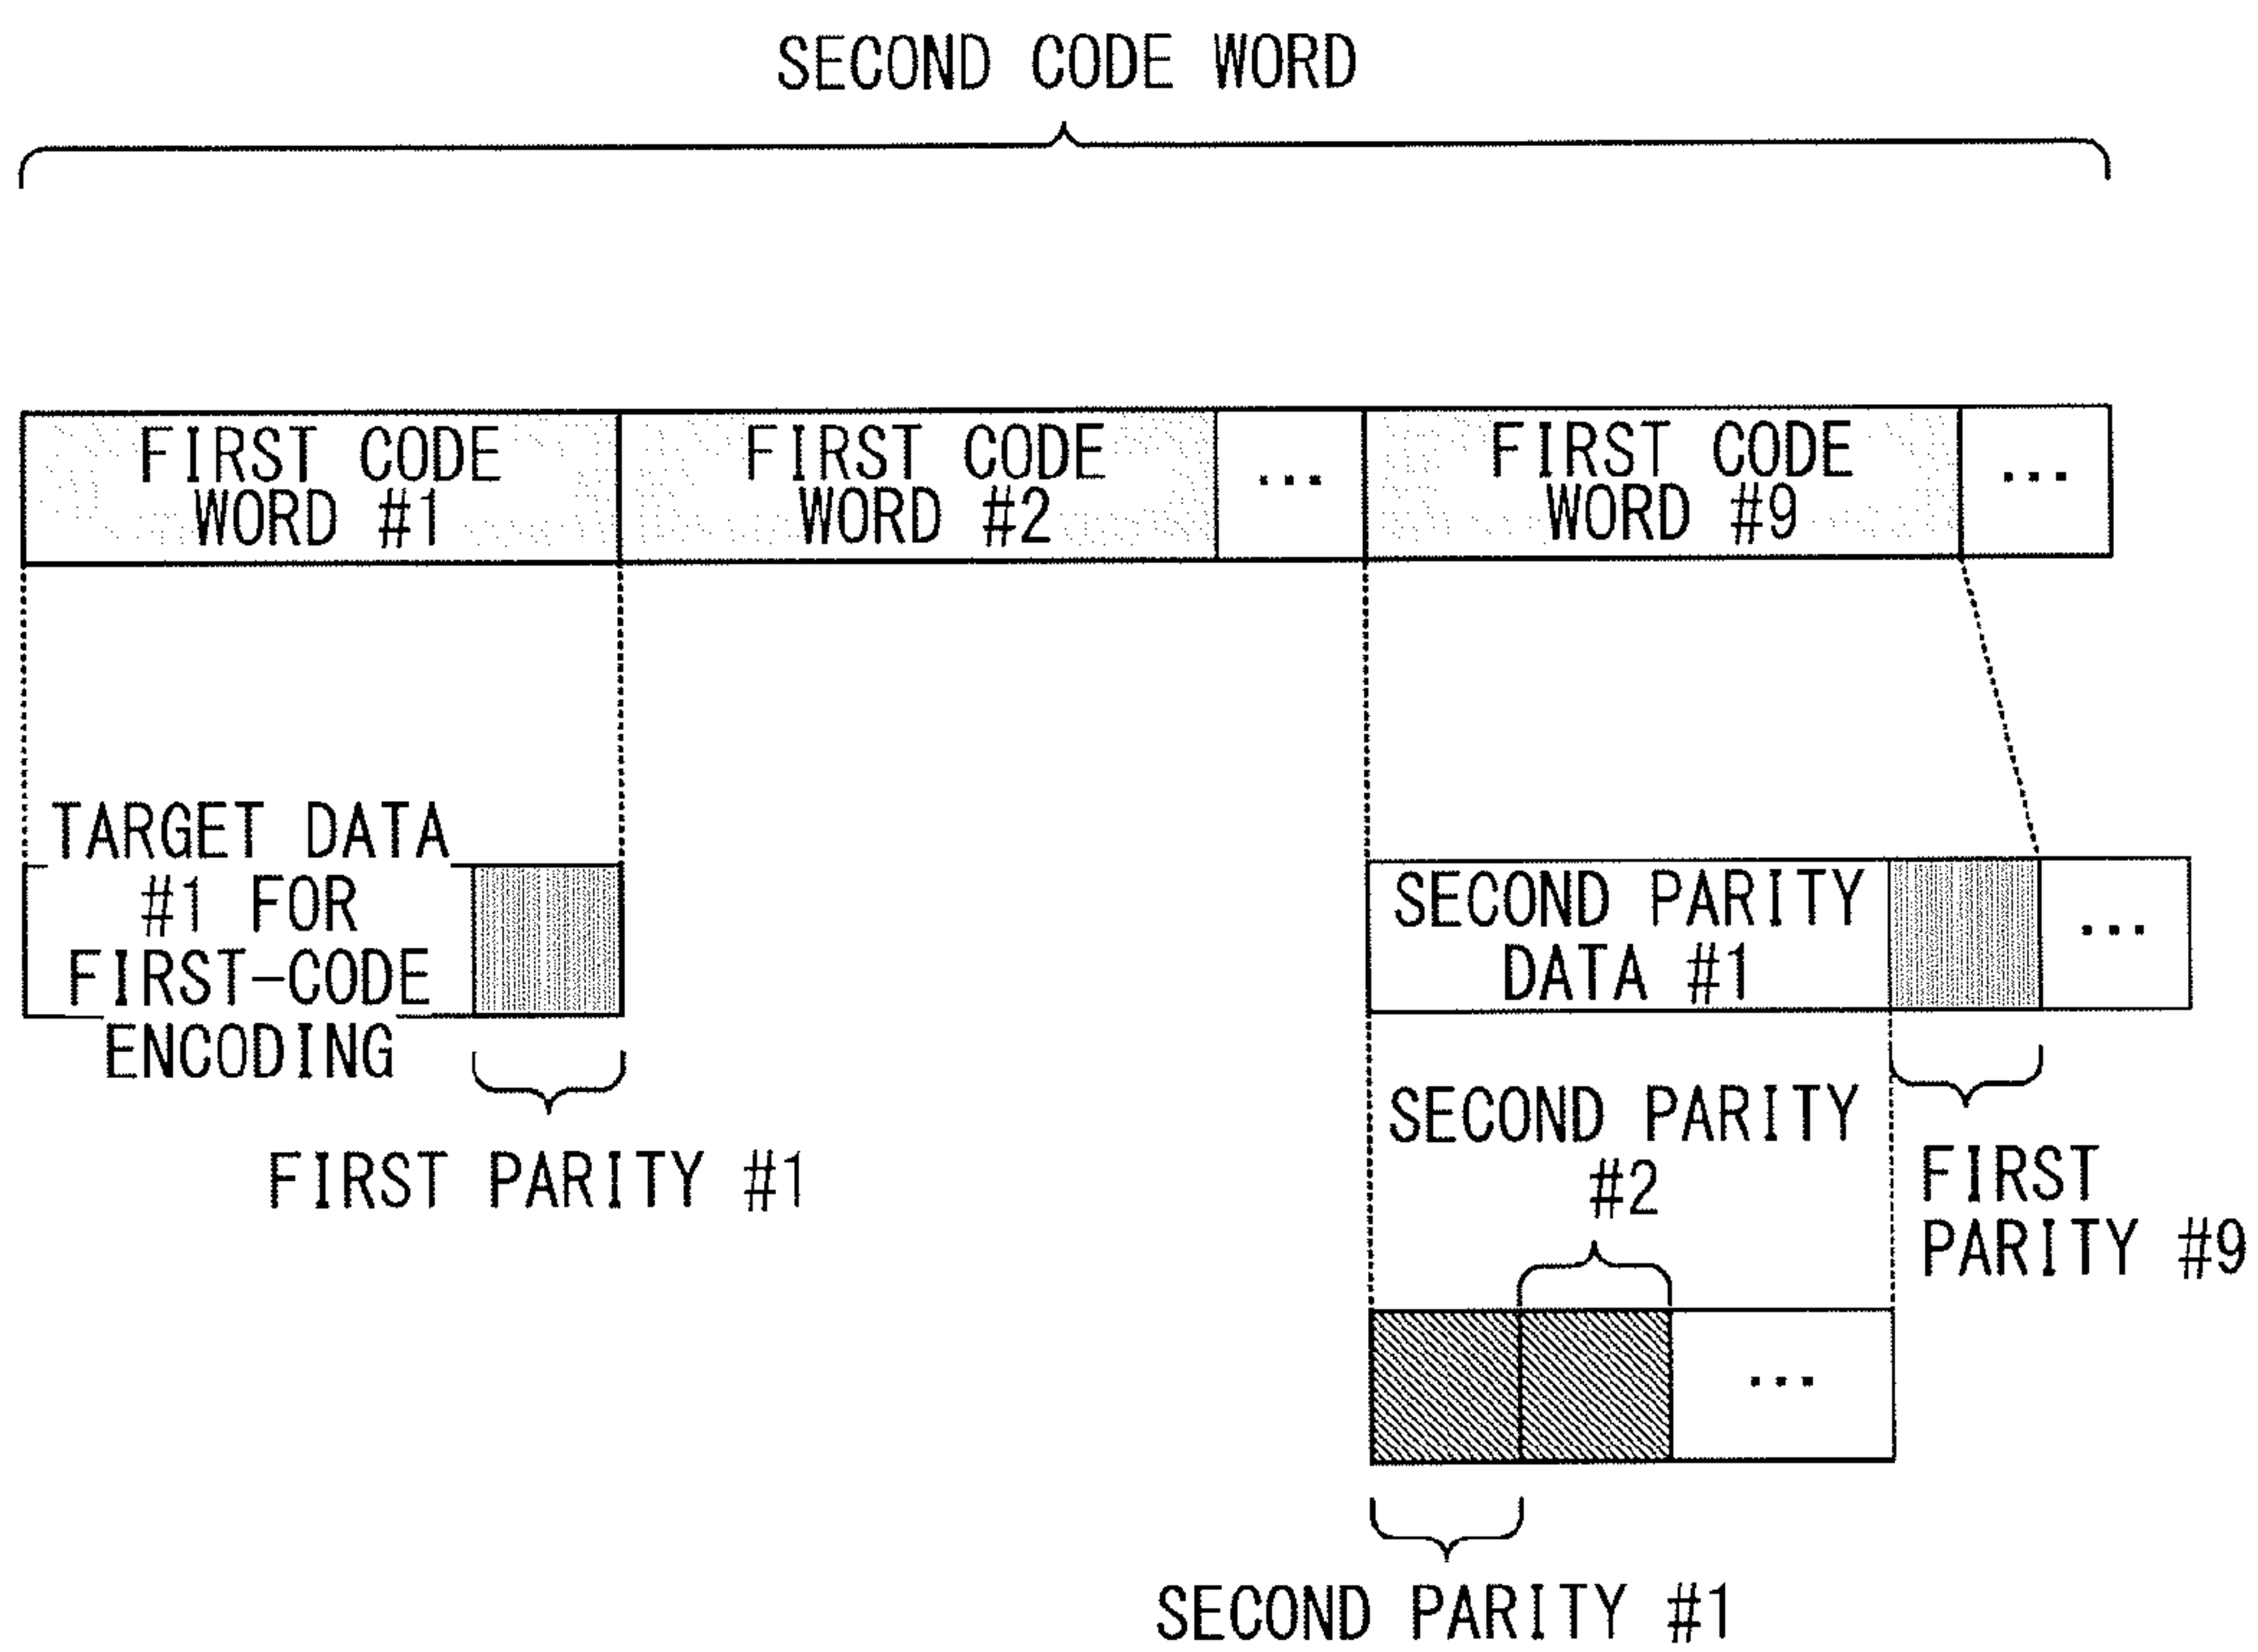 SECOND CODE WORD
FIRST CODE
WORD #1
FIRST CODE
WORD #2
...
FIRST CODE
WORD #9
...
TARGET DATA
#1 FOR
FIRST-CODE
ENCODING
FIRST PARITY #1
SECOND PARITY
DATA #1
...
SECOND PARITY
#2
FIRST
PARITY #9
...
SECOND PARITY #1